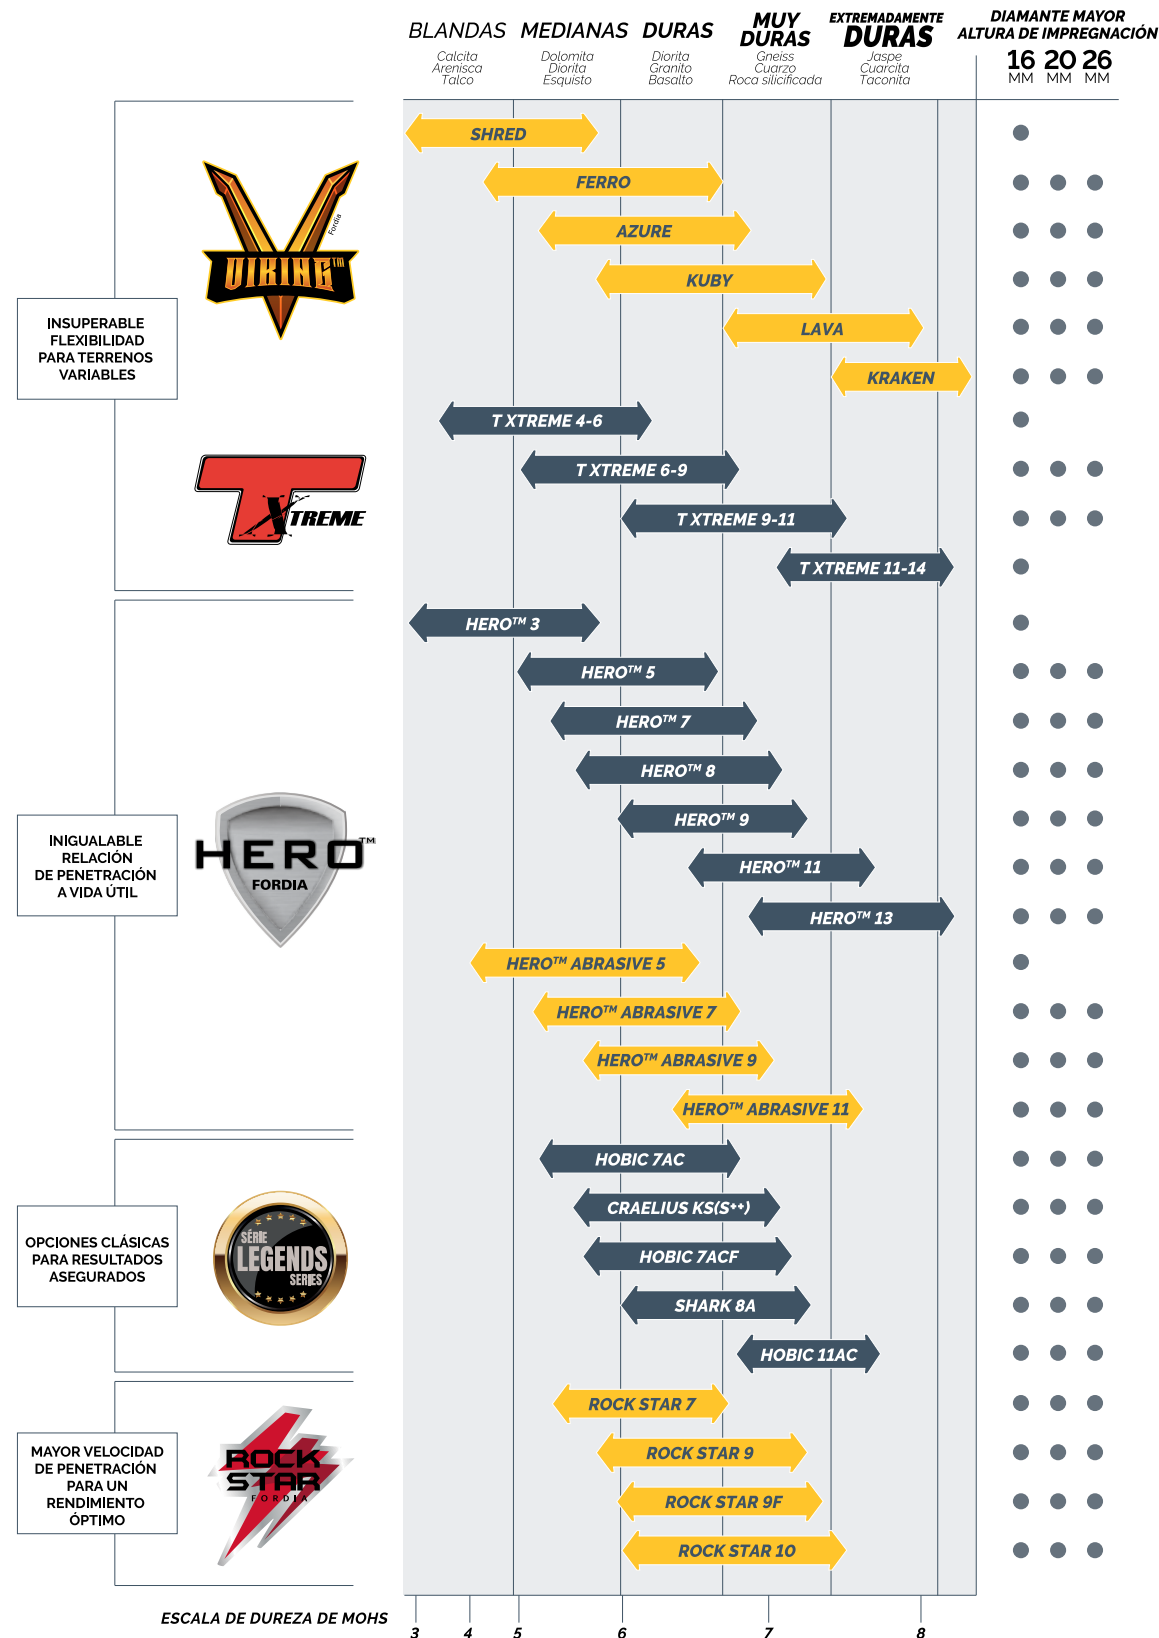 BLANDAS
Calcita
Arenisca
Talco
MEDIANAS
Dolomita
Diorita
Esquisto
DURAS
Diorita
Granito
Basalto
MUY
DURAS
Gneiss
Cuarzo
Roca silicificada
EXTREMADAMENTE
DURAS
Jaspe
Cuarcita
Taconita
DIAMANTE MAYOR
ALTURA DE IMPREGNACIÓN
16 20 26
MM MM MM
INSUPERABLE
FLEXIBILIDAD
PARA TERRENOS
VARIABLES
Fordia
VIKING™
SHRED
FERRO
AZURE
KUBY
LAVA
KRAKEN
T XTREME
T XTREME 4-6
T XTREME 6-9
T XTREME 9-11
T XTREME 11-14
INIGUALABLE
RELACIÓN
DE PENETRACIÓN
A VIDA ÚTIL
HERO™
FORDIA
HERO™ 3
HERO™ 5
HERO™ 7
HERO™ 8
HERO™ 9
HERO™ 11
HERO™ 13
HERO™ ABRASIVE 5
HERO™ ABRASIVE 7
HERO™ ABRASIVE 9
HERO™ ABRASIVE 11
OPCIONES CLÁSICAS
PARA RESULTADOS
ASEGURADOS
SÉRIE
LEGENDS
SERIES
HOBIC 7AC
CRAELIUS KS(S++)
HOBIC 7ACF
SHARK 8A
HOBIC 11AC
MAYOR VELOCIDAD
DE PENETRACIÓN
PARA UN
RENDIMIENTO
ÓPTIMO
ROCK
STAR
FORDIA
ROCK STAR 7
ROCK STAR 9
ROCK STAR 9F
ROCK STAR 10
ESCALA DE DUREZA DE MOHS
3 4 5 6 7 8